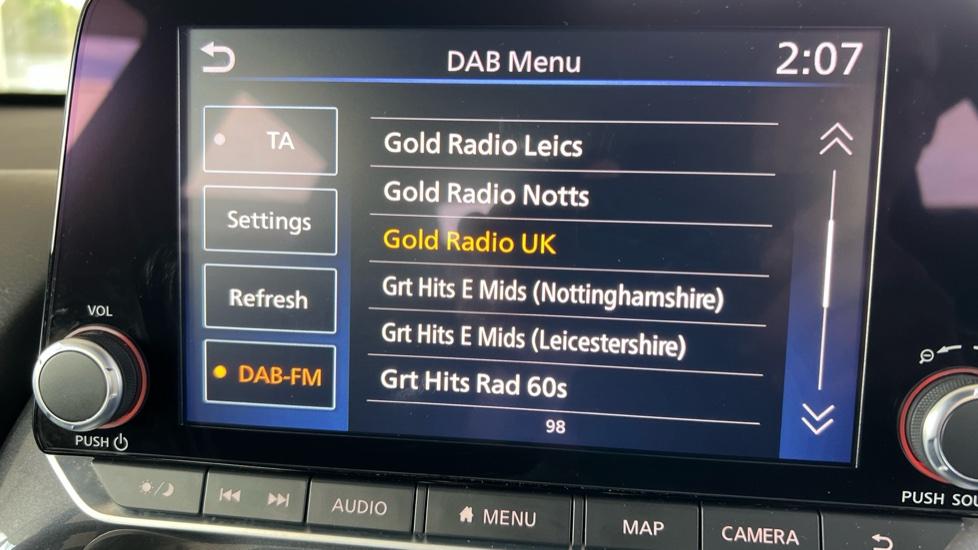 DAB Menu
2:07
TA
Gold Radio Leics
Gold Radio Notts
Settings
Gold Radio UK
Refresh
Grt Hits E Mids (Nottinghamshire)
Grt Hits E Mids (Leicestershire)
DAB-FM
Grt Hits Rad 60s
98
VOL
PUSH
AUDIO
MENU
MAP
CAMERA
PUSH